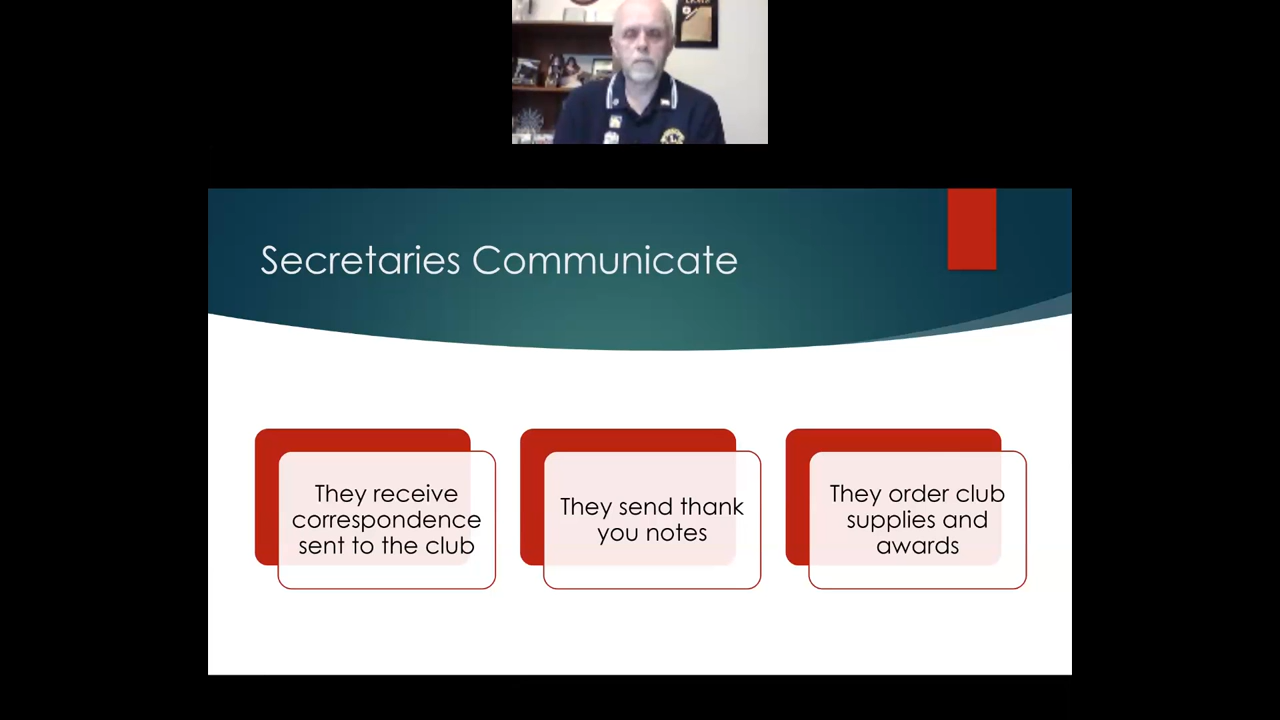 Secretaries Communicate
They receive
correspondence
sent to the club
They send thank
you notes
They order club
supplies and
awards